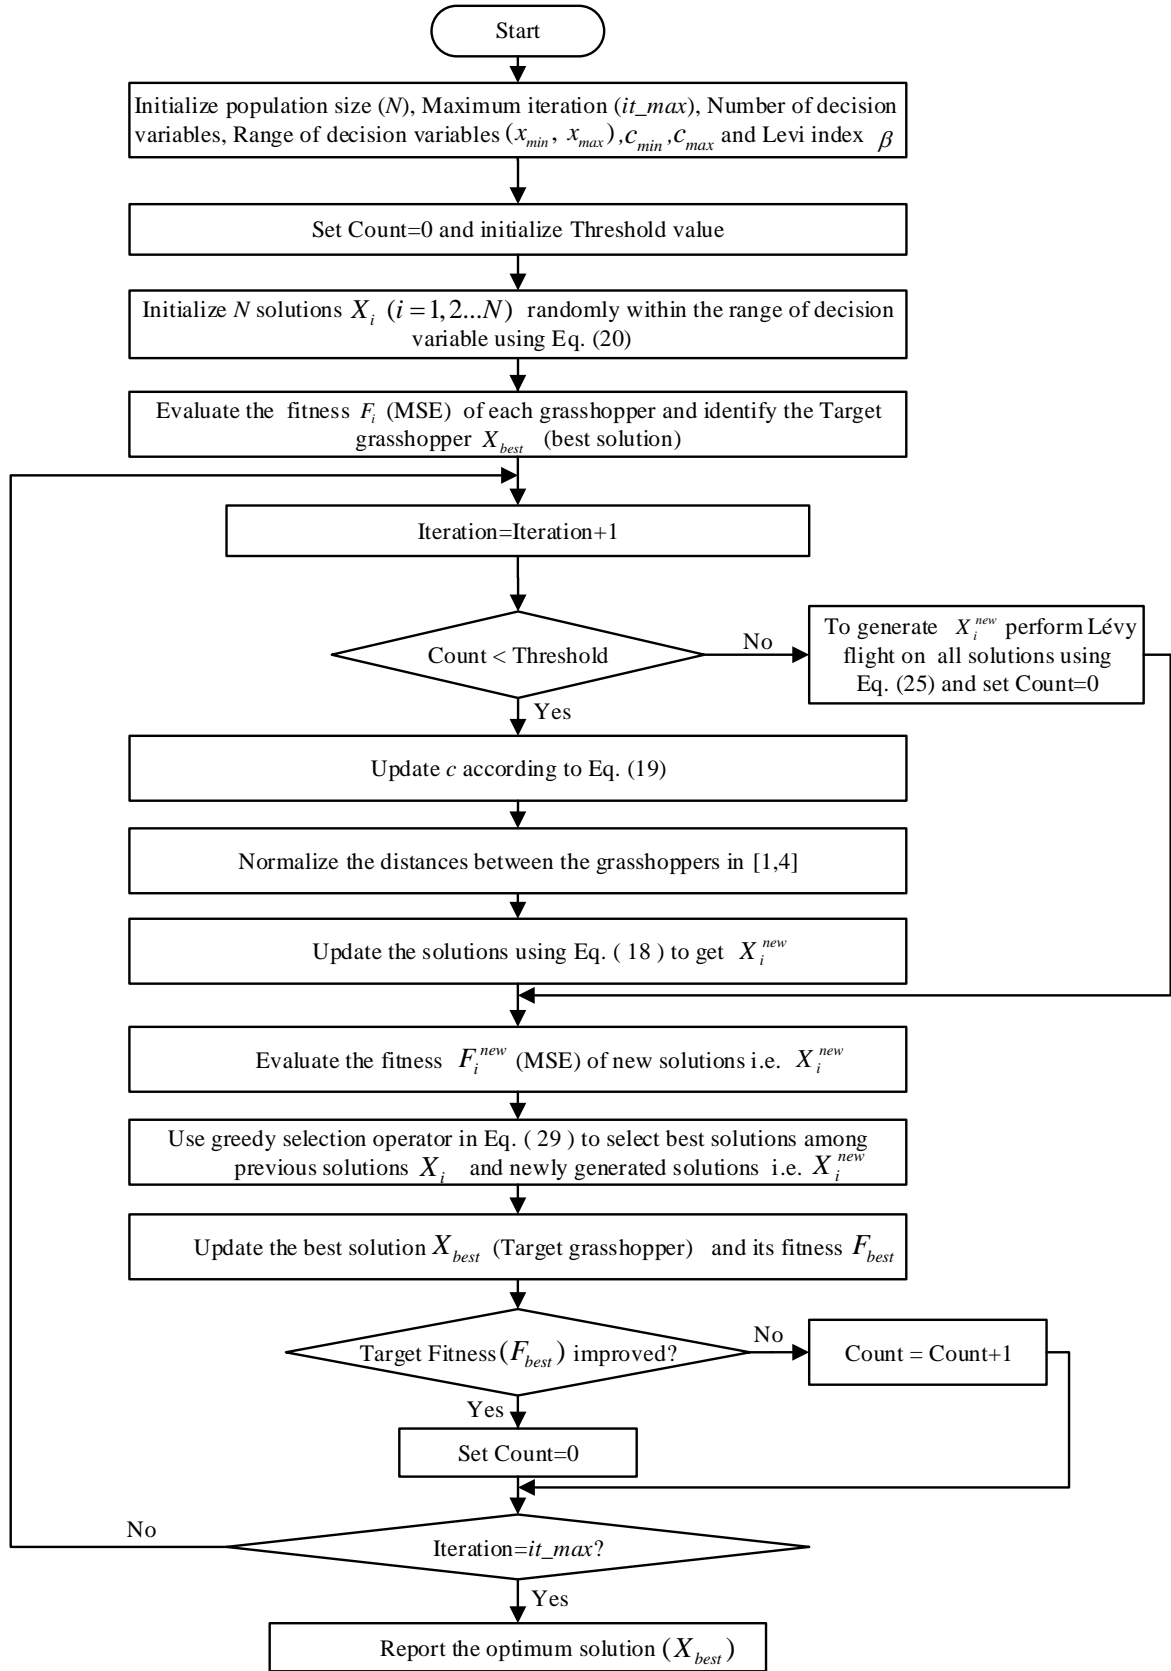 Start
Initialize population size (N), Maximum iteration (it_max), Number of decision
variables, Range of decision variables (x_min, x_max), c_min, c_max and Levi index β
Set Count=0 and initialize Threshold value
Initialize N solutions X_i (i=1,2...N) randomly within the range of decision
variable using Eq. (20)
Evaluate the fitness F_i (MSE) of each grasshopper and identify the Target
grasshopper X_best (best solution)
Iteration=Iteration+1
Count < Threshold
No
To generate X_i^new perform Lévy
flight on all solutions using
Eq. (25) and set Count=0
Yes
Update c according to Eq. (19)
Normalize the distances between the grasshoppers in [1,4]
Update the solutions using Eq. ( 18 ) to get X_i^new
Evaluate the fitness F_i^new (MSE) of new solutions i.e. X_i^new
Use greedy selection operator in Eq. ( 29 ) to select best solutions among
previous solutions X_i and newly generated solutions i.e. X_i^new
Update the best solution X_best (Target grasshopper) and its fitness F_best
Target Fitness(F_best) improved?
No
Count = Count+1
Yes
Set Count=0
No
Iteration=it_max?
Yes
Report the optimum solution (X_best)